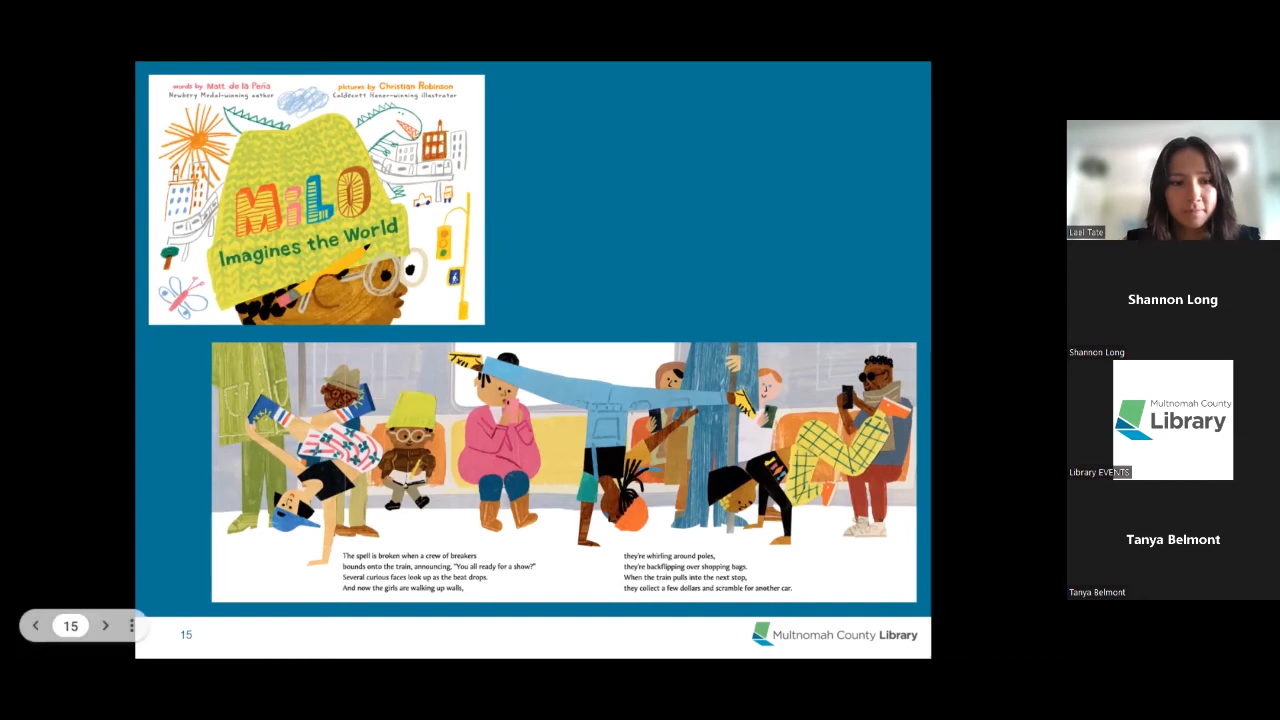 words by Matt de la Peña
Newbery Medal-winning author
pictures by Christian Robinson
Caldecott Honor-winning illustrator
MiLO
Imagines the World
The spell is broken when a crew of breakers
bounds onto the train, announcing, "You all ready for a show?"
Several curious faces look up as the beat drops.
And now the girls are walking up walls,
they're whirling around poles,
they're backflipping over shopping bags.
When the train pulls into the next stop,
they collect a few dollars and scramble for another car.
15
15
Multnomah County Library
Lael Tate
Shannon Long
Shannon Long
Multnomah County
Library
Library EVENTS
Tanya Belmont
Tanya Belmont